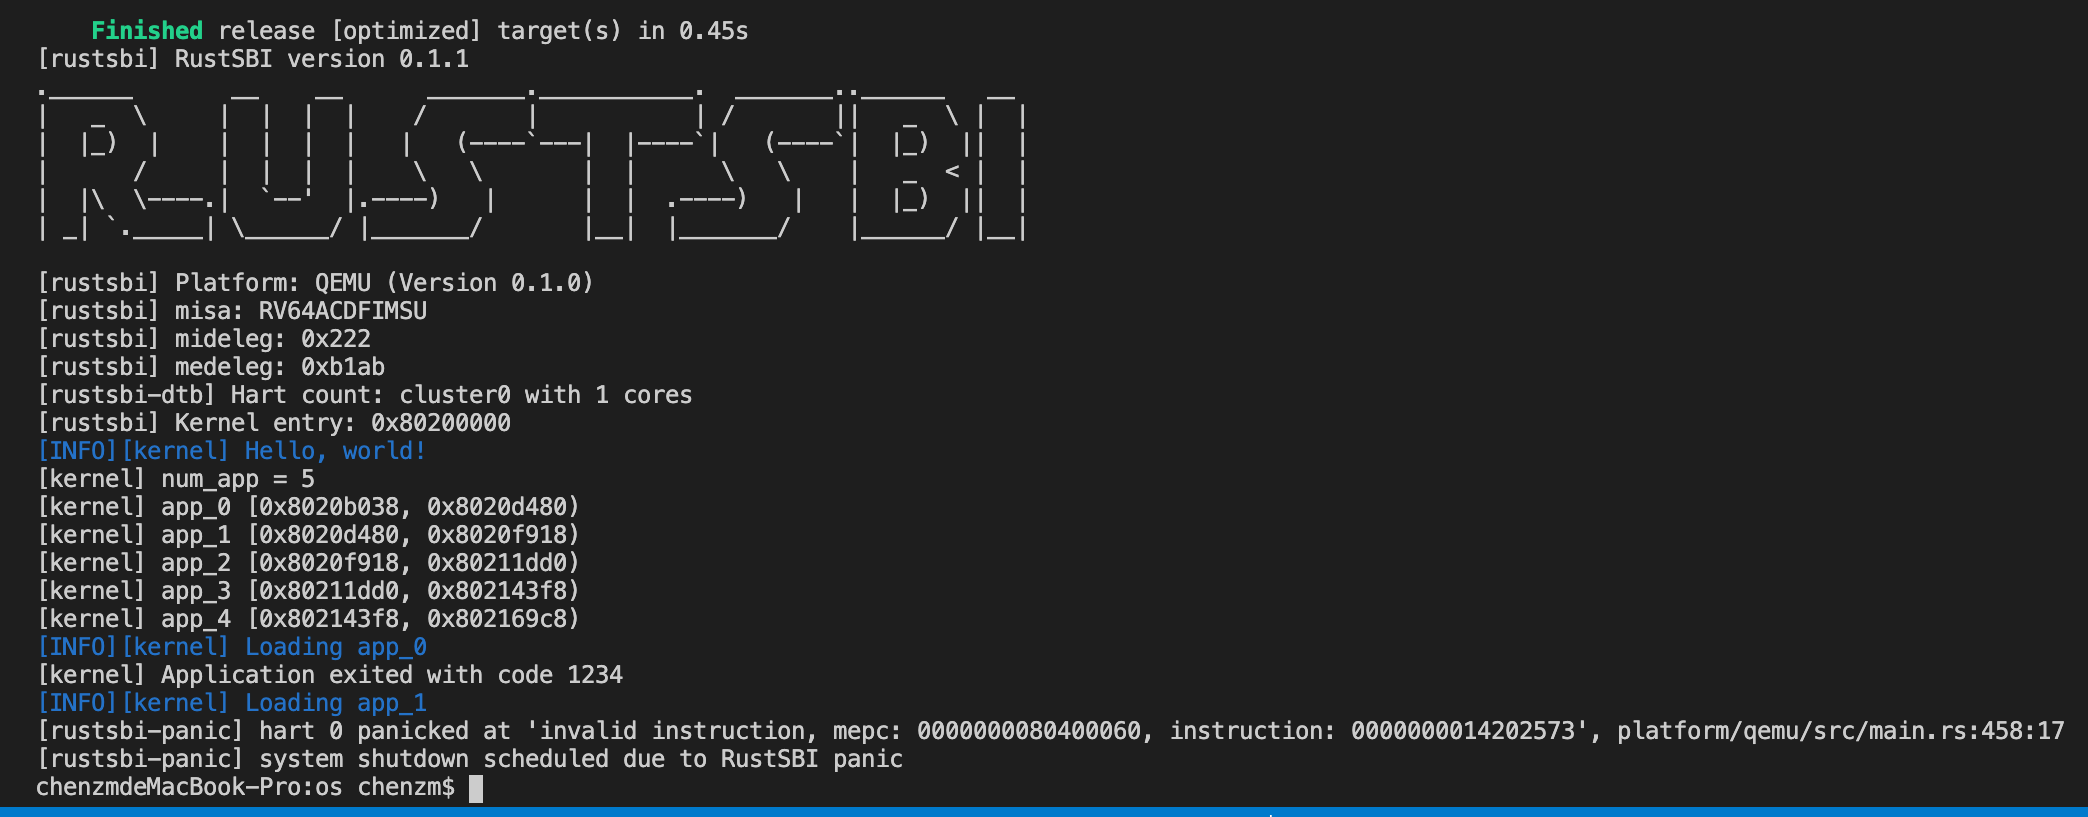 Finished release [optimized] target(s) in 0.45s
[rustsbi] RustSBI version 0.1.1
.______       __    __      _______.___________.  _______..______   __
|   _  \     |  |  |  |    /       |           | /       ||   _  \ |  |
|  |_)  |    |  |  |  |   |   (----`---|  |----`|   (----`|  |_)  ||  |
|      /     |  |  |  |    \   \       |  |      \   \    |   _  < |  |
|  |\  \----.|  `--'  |.----)   |      |  |  .----)   |   |  |_)  ||  |
| _| `._____| \______/ |_______/       |__|  |_______/    |______/ |__|
[rustsbi] Platform: QEMU (Version 0.1.0)
[rustsbi] misa: RV64ACDFIMSU
[rustsbi] mideleg: 0x222
[rustsbi] medeleg: 0xb1ab
[rustsbi-dtb] Hart count: cluster0 with 1 cores
[rustsbi] Kernel entry: 0x80200000
[INFO][kernel] Hello, world!
[kernel] num_app = 5
[kernel] app_0 [0x8020b038, 0x8020d480)
[kernel] app_1 [0x8020d480, 0x8020f918)
[kernel] app_2 [0x8020f918, 0x80211dd0)
[kernel] app_3 [0x80211dd0, 0x802143f8)
[kernel] app_4 [0x802143f8, 0x802169c8)
[INFO][kernel] Loading app_0
[kernel] Application exited with code 1234
[INFO][kernel] Loading app_1
[rustsbi-panic] hart 0 panicked at 'invalid instruction, mepc: 0000000080400060, instruction: 0000000014202573', platform/qemu/src/main.rs:458:17
[rustsbi-panic] system shutdown scheduled due to RustSBI panic
chenzmdeMacBook-Pro:os chenzm$